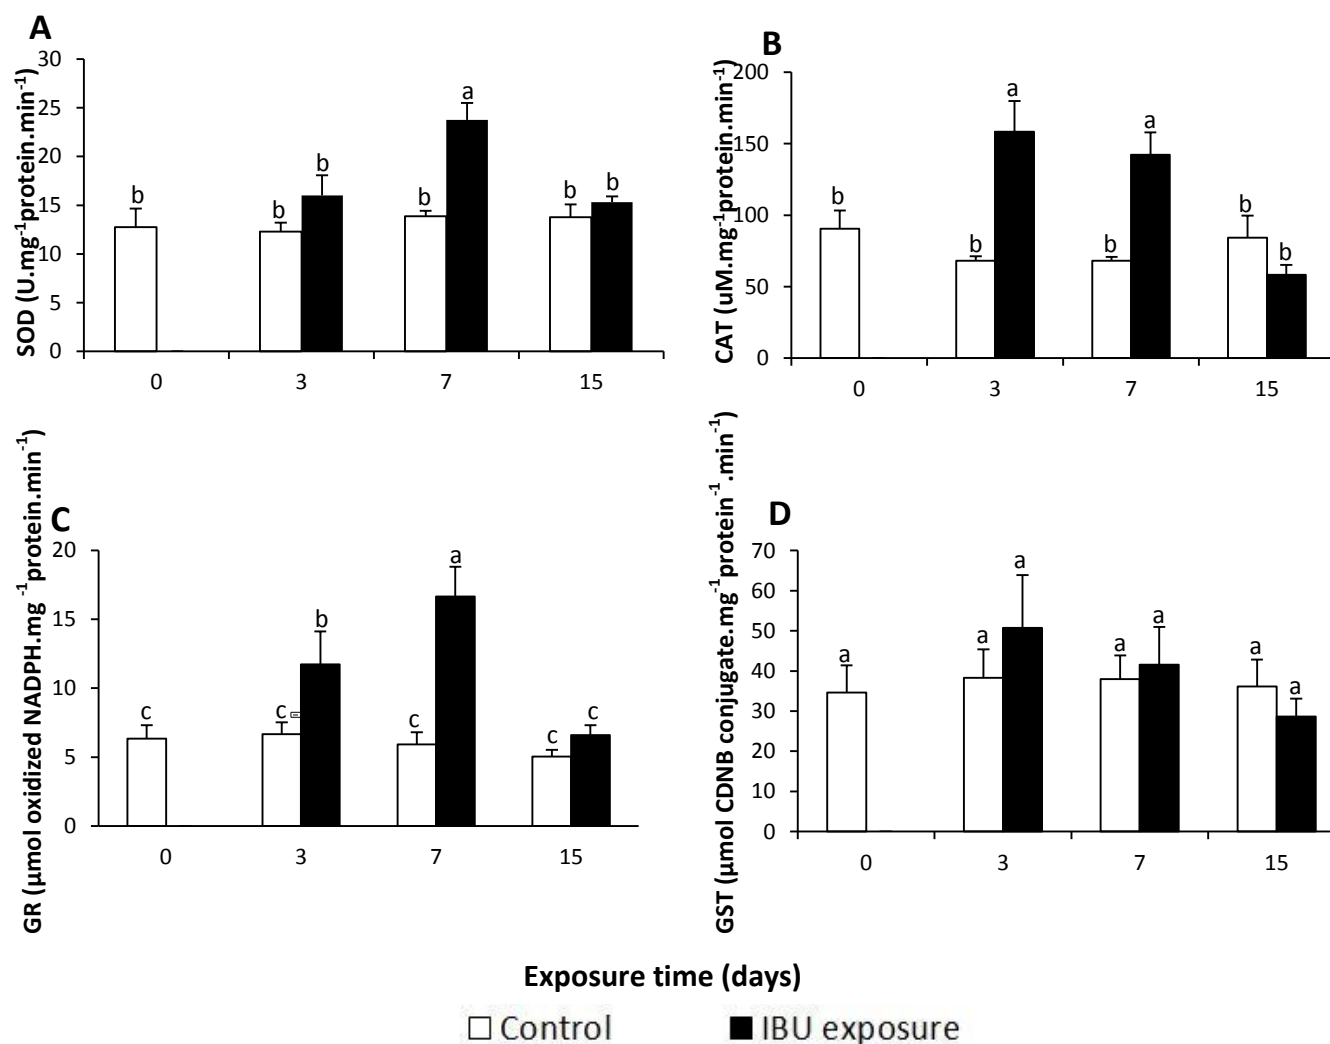 A
SOD (U.mg⁻¹protein.min⁻¹)
30
25
20
15
10
5
0
b
b
b
b
a
b
b
0 3 7 15
B
CAT (uM.mg⁻¹protein.min⁻¹)
200
150
100
50
0
b
b
a
b
a
b
b
0 3 7 15
C
GR (μmol oxidized NADPH.mg ⁻¹protein.min⁻¹)
20
15
10
5
0
c
c
b
c
a
c
c
0 3 7 15
D
GST (μmol CDNB conjugate.mg⁻¹protein⁻¹.min⁻¹)
70
60
50
40
30
20
10
0
a
a
a
a
a
a
a
0 3 7 15
Exposure time (days)
Control IBU exposure